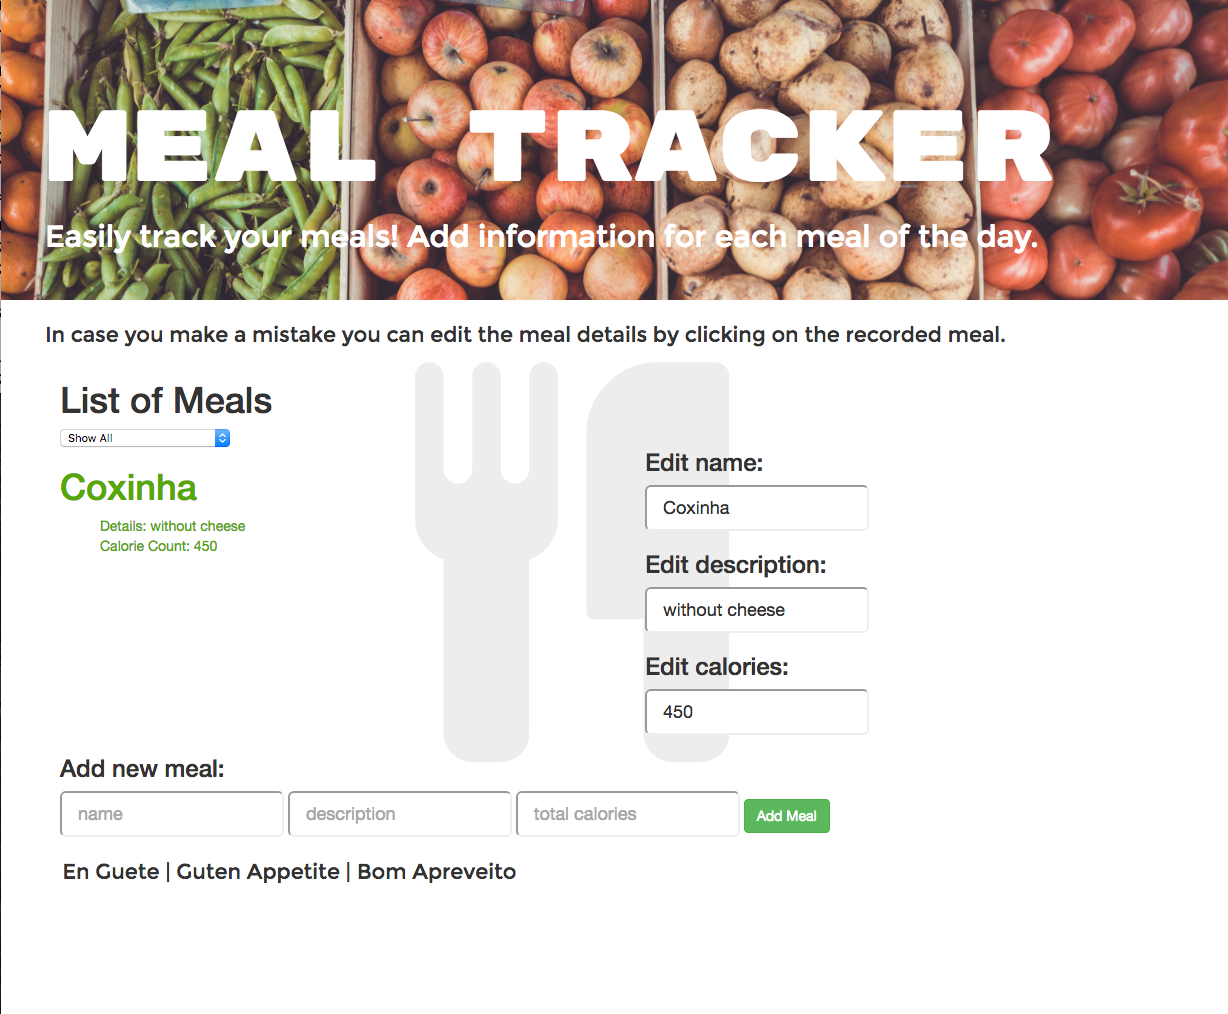 MEAL TRACKER
Easily track your meals! Add information for each meal of the day.
In case you make a mistake you can edit the meal details by clicking on the recorded meal.
List of Meals
Show All
Coxinha
Details: without cheese
Calorie Count: 450
Edit name:
Coxinha
Edit description:
without cheese
Edit calories:
450
Add new meal:
name description total calories Add Meal
En Guete | Guten Appetite | Bom Apreveito